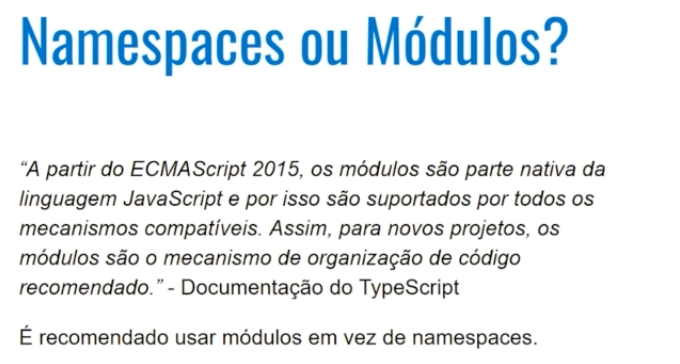 Namespaces ou Módulos?
“A partir do ECMAScript 2015, os módulos são parte nativa da
linguagem JavaScript e por isso são suportados por todos os
mecanismos compatíveis. Assim, para novos projetos, os
módulos são o mecanismo de organização de código
recomendado.” - Documentação do TypeScript
É recomendado usar módulos em vez de namespaces.